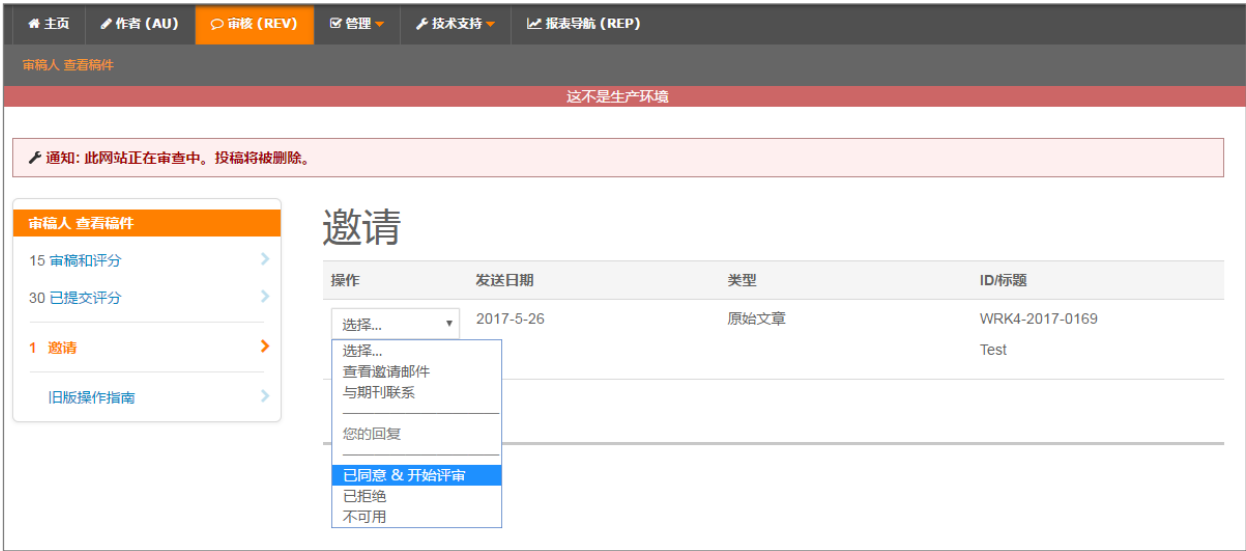 主页 作者 (AU) 审核 (REV) 管理 技术支持 报表导航 (REP)
审稿人 查看稿件
这不是生产环境
通知: 此网站正在审查中。投稿将被删除。
审稿人 查看稿件
15 审稿和评分
30 已提交评分
1 邀请
旧版操作指南
邀请
操作 发送日期 类型 ID/标题
选择... 2017-5-26 原始文章 WRK4-2017-0169
Test
选择...
查看邀请邮件
与期刊联系
您的回复
已同意 & 开始评审
已拒绝
不可用